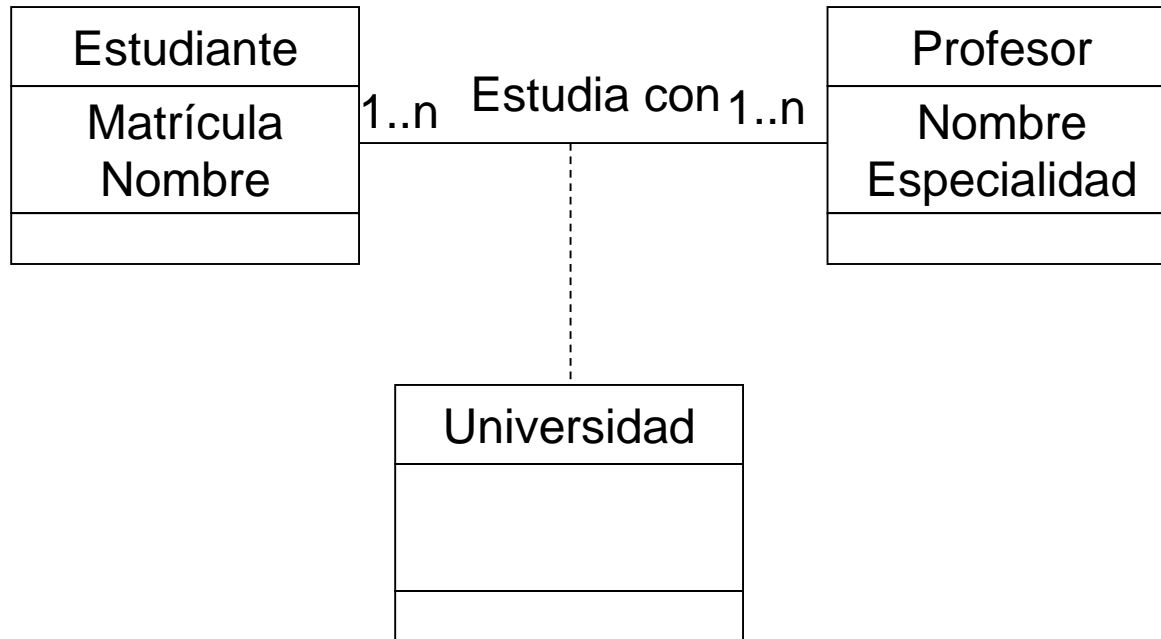 Estudiante
Matrícula
Nombre
1..n
Estudia con
1..n
Profesor
Nombre
Especialidad
Universidad